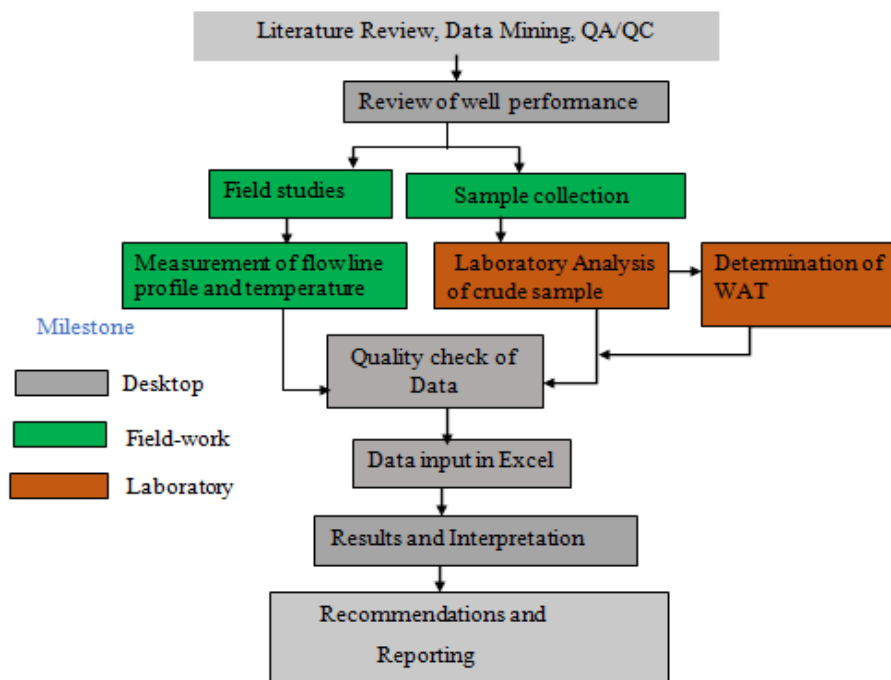 Literature Review, Data Mining, QA/QC
Review of well performance
Field studies
Sample collection
Measurement of flow line
profile and temperature
Laboratory Analysis
of crude sample
Determination of
WAT
Milestone
Quality check of
Data
Desktop
Field-work
Data input in Excel
Laboratory
Results and Interpretation
Recommendations and
Reporting